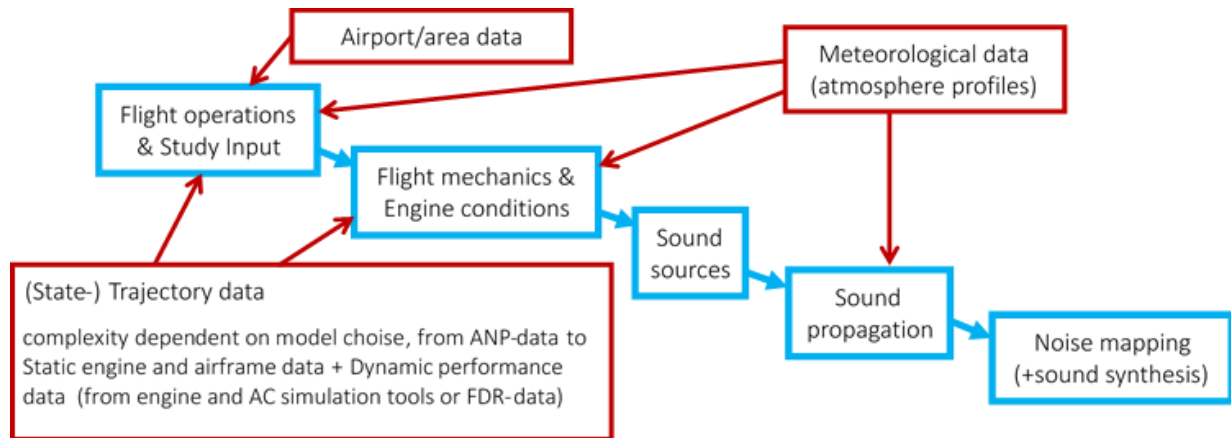 Airport/area data
Meteorological data
(atmosphere profiles)
Flight operations
& Study Input
Flight mechanics &
Engine conditions
Sound
sources
(State-) Trajectory data
complexity dependent on model choise, from ANP-data to
Static engine and airframe data + Dynamic performance
data (from engine and AC simulation tools or FDR-data)
Sound
propagation
Noise mapping
(+sound synthesis)